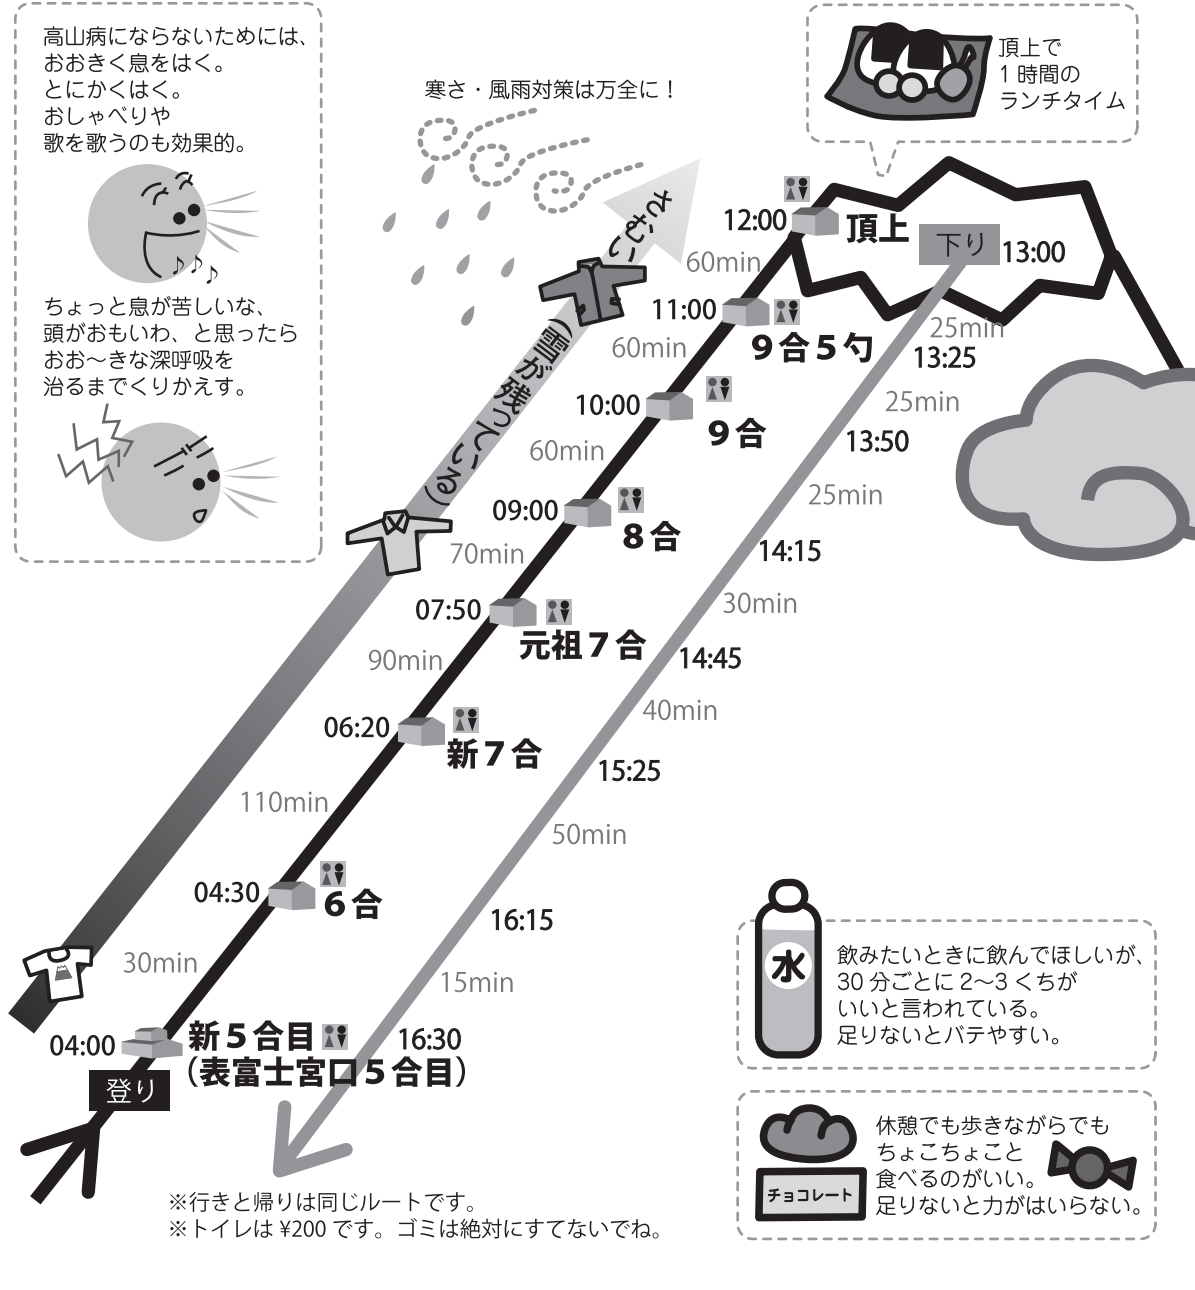 高山病にならないためには、
おおきく息をはく。
とにかくはく。
おしゃべりや
歌を歌うのも効果的。
ちょっと息が苦しいな、
頭がおもいわ、と思ったら
おお〜きな深呼吸を
治るまでくりかえす。
寒さ・風雨対策は万全に！
さむい
(雪が残っている)
頂上で
1 時間の
ランチタイム
12:00
頂上
下り
13:00
60min
11:00
9合5勺
25min
13:25
60min
10:00
9合
25min
13:50
60min
09:00
8合
25min
14:15
70min
07:50
元祖7合
30min
14:45
90min
06:20
新7合
40min
15:25
110min
50min
04:30
6合
16:15
30min
15min
04:00
新5合目
(表富士宮口5合目)
16:30
登り
※行きと帰りは同じルートです。
※トイレは ¥200 です。ゴミは絶対にすてないでね。
水
飲みたいときに飲んでほしいが、
30 分ごとに 2〜3 くちが
いいと言われている。
足りないとバテやすい。
チョコレート
休憩でも歩きながらでも
ちょこちょこと
食べるのがいい。
足りないと力がはいらない。